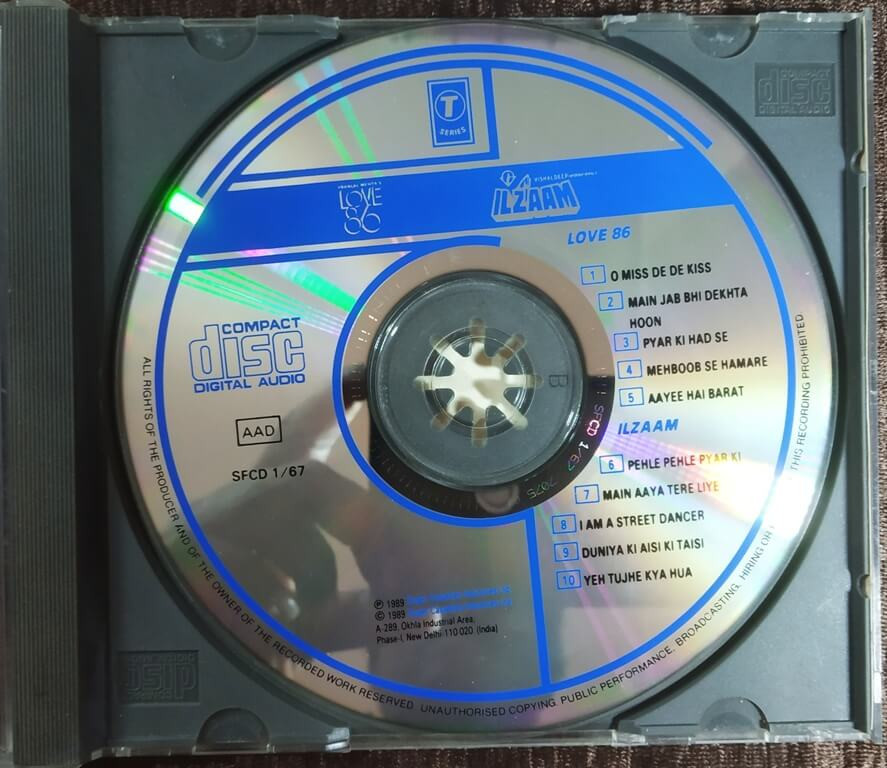 T
SERIES
LOVE
86
ILZAAM
LOVE 86
1 O MISS DE DE KISS
2 MAIN JAB BHI DEKHTA
HOON
3 PYAR KI HAD SE
4 MEHBOOB SE HAMARE
5 AAYEE HAI BARAT
ILZAAM
6 PEHLE PEHLE PYAR KI
7 MAIN AAYA TERE LIYE
8 I AM A STREET DANCER
9 DUNIYA KI AISI KI TAISI
10 YEH TUJHE KYA HUA
COMPACT
disc
DIGITAL AUDIO
AAD
SFCD 1/67
SFCD 1/67
℗ 1989
© 1989
A-289, Okhla Industrial Area,
Phase-I, New Delhi-110 020 (India)
ALL RIGHTS OF THE PRODUCER AND OF THE OWNER OF THE RECORDED WORK RESERVED. UNAUTHORISED COPYING, PUBLIC PERFORMANCE, BROADCASTING, HIRING OR THIS RECORDING PROHIBITED
COMPACT
disc
DIGITAL AUDIO